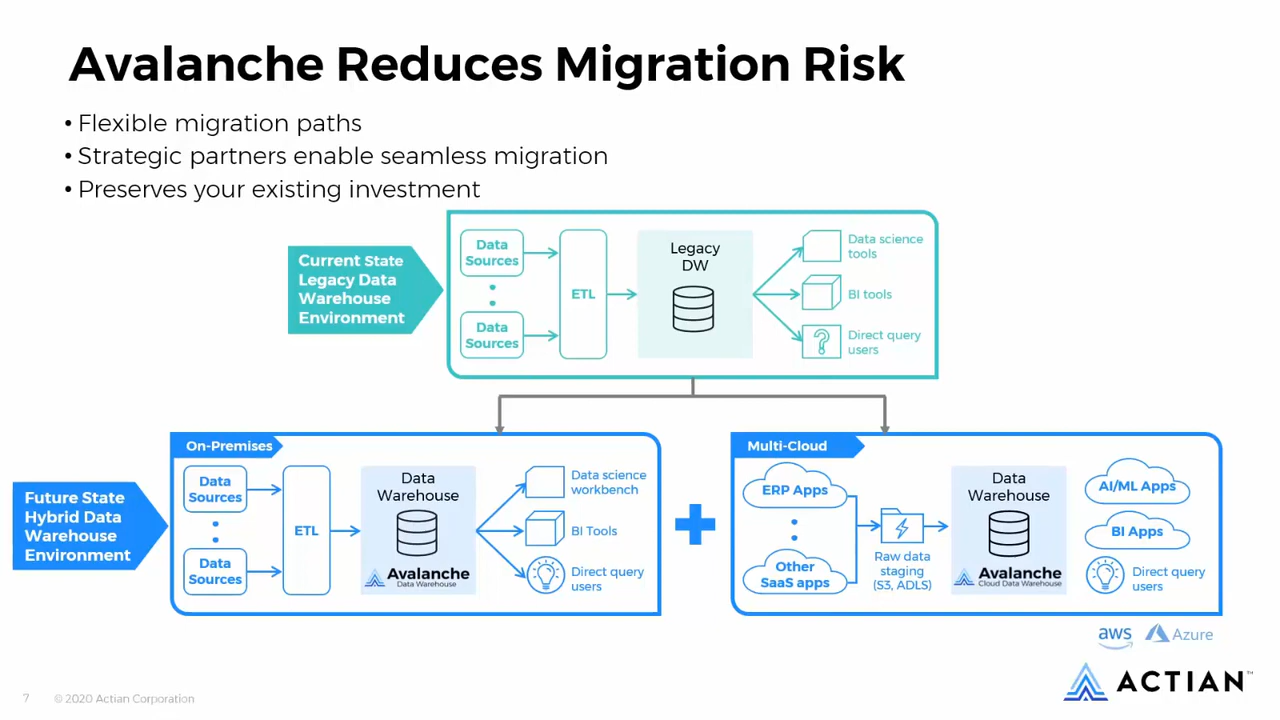 Avalanche Reduces Migration Risk
• Flexible migration paths
• Strategic partners enable seamless migration
• Preserves your existing investment
Current State
Legacy Data
Warehouse
Environment
Data
Sources
Data
Sources
ETL
Legacy
DW
Data science
tools
BI tools
?
Direct query
users
Future State
Hybrid Data
Warehouse
Environment
On-Premises
Data
Sources
Data
Sources
ETL
Data
Warehouse
Avalanche
Data Warehouse
Data science
workbench
BI Tools
Direct query
users
Multi-Cloud
ERP Apps
Other
SaaS apps
Raw data
staging
(S3, ADLS)
Data
Warehouse
Avalanche
Cloud Data Warehouse
AI/ML Apps
BI Apps
Direct query
users
aws
Azure
ACTIAN™
7
© 2020 Actian Corporation